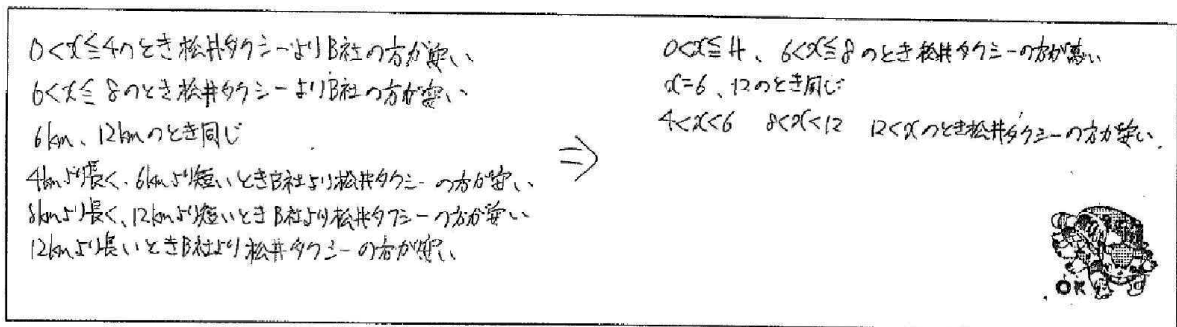 0<x≦4のとき松井タクシーよりB社の方が安い
6<x≦8のとき松井タクシーよりB社の方が安い
6km、12kmのとき同じ
4kmより長く、6kmより短いときB社より松井タクシーの方が安い
8kmより長く、12kmより短いときB社より松井タクシーの方が安い
12kmより長いときB社より松井タクシーの方が安い
⇒
0<x≦4、6<x≦8のとき松井タクシーの方が高い
x=6、12のとき同じ
4<x<6 8<x<12 12<xのとき松井タクシーの方が安い.
OK